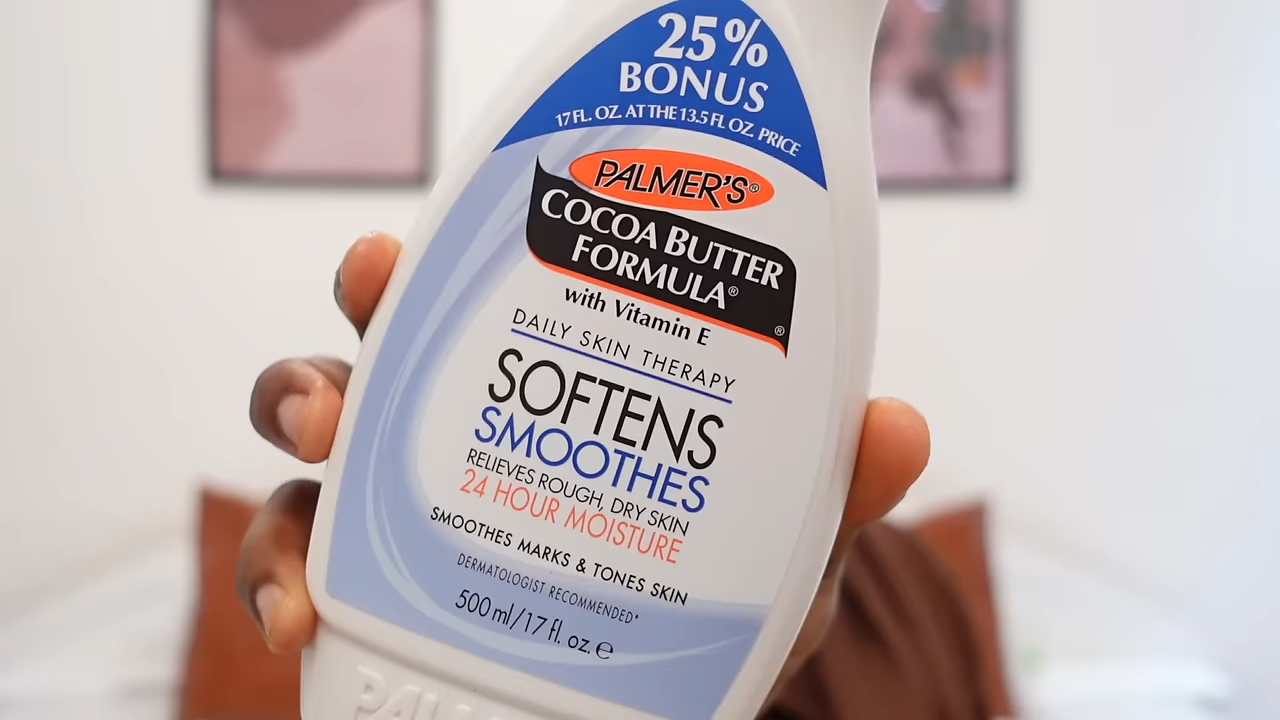 25%
BONUS
17 FL. OZ. AT THE 13.5 FL OZ. PRICE
PALMER'S®
COCOA BUTTER
FORMULA®
®
with Vitamin E
DAILY SKIN THERAPY
SOFTENS
SMOOTHES
RELIEVES ROUGH, DRY SKIN
24 HOUR MOISTURE
SMOOTHES MARKS & TONES SKIN
DERMATOLOGIST RECOMMENDED*
500 ml/17 fl. oz. ℮